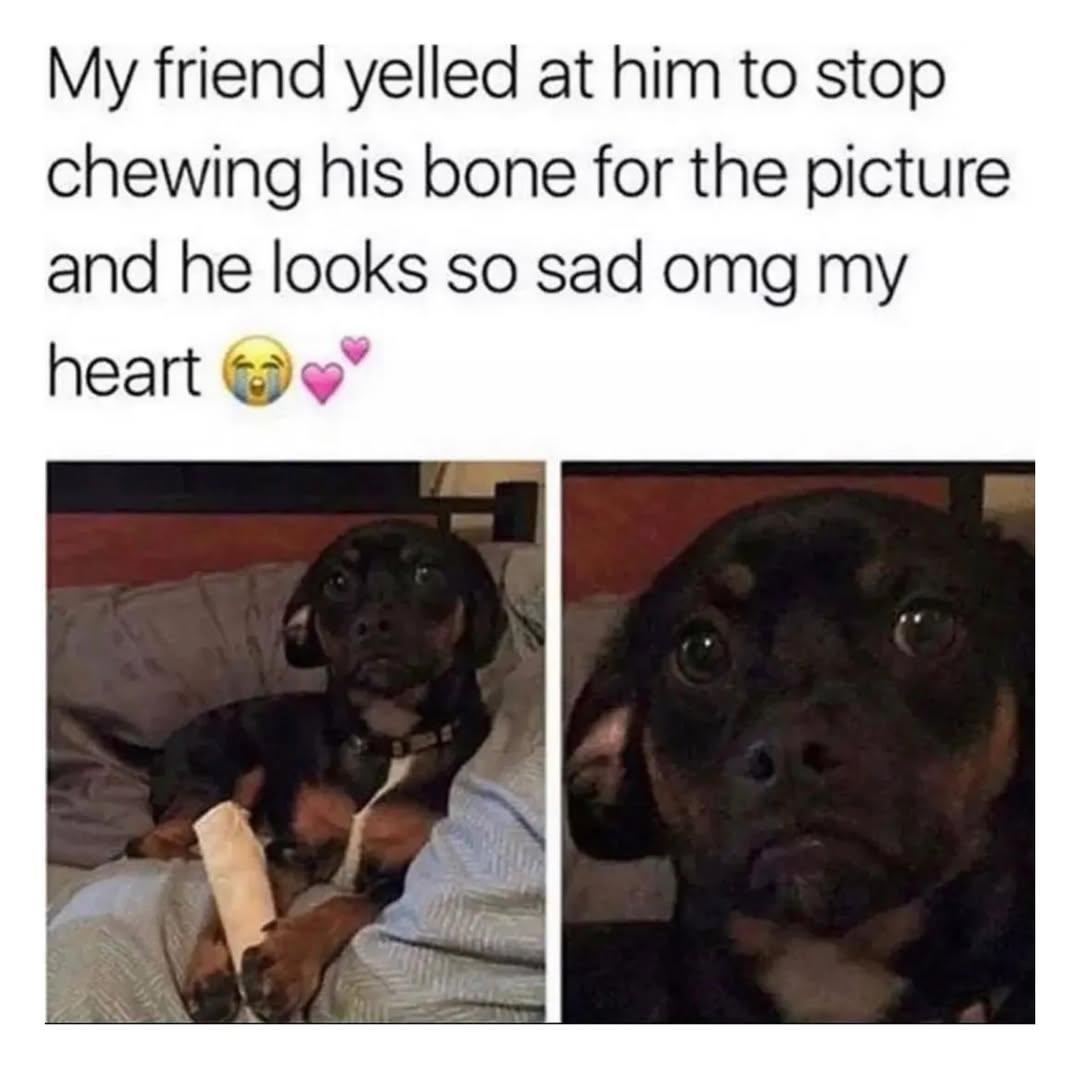 My friend yelled at him to stop
chewing his bone for the picture
and he looks so sad omg my
heart 😭💕